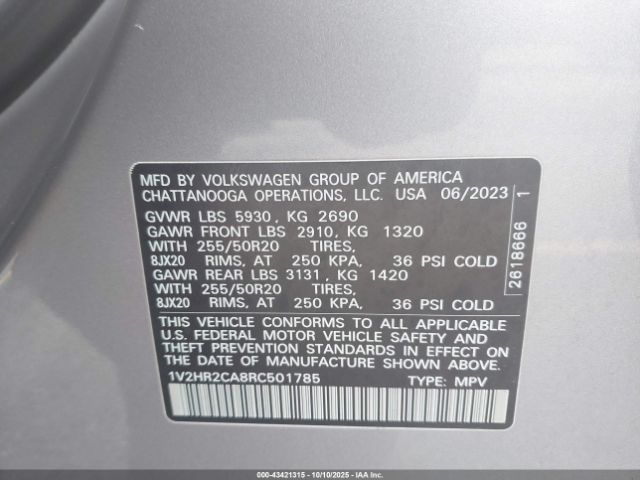 MFD BY VOLKSWAGEN GROUP OF AMERICA
CHATTANOOGA OPERATIONS, LLC. USA 06/2023
GVWR LBS 5930 , KG 2690
GAWR FRONT LBS 2910 , KG 1320
WITH 255/50R20 TIRES,
8JX20 RIMS, AT 250 KPA, 36 PSI COLD
GAWR REAR LBS 3131 , KG 1420
WITH 255/50R20 TIRES,
8JX20 RIMS, AT 250 KPA, 36 PSI COLD
THIS VEHICLE CONFORMS TO ALL APPLICABLE
U.S. FEDERAL MOTOR VEHICLE SAFETY AND
THEFT PREVENTION STANDARDS IN EFFECT ON
THE DATE OF MANUFACTURE SHOWN ABOVE.
1V2HR2CA8RC501785 TYPE: MPV
2618666 1
00-43421315 - 10/10/2025 - IAA Inc.